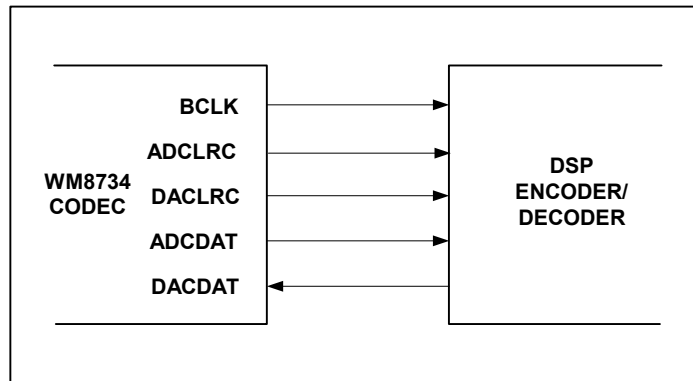 WM8734
CODEC
BCLK
ADCLRC
DACLRC
ADCDAT
DACDAT
DSP
ENCODER/
DECODER